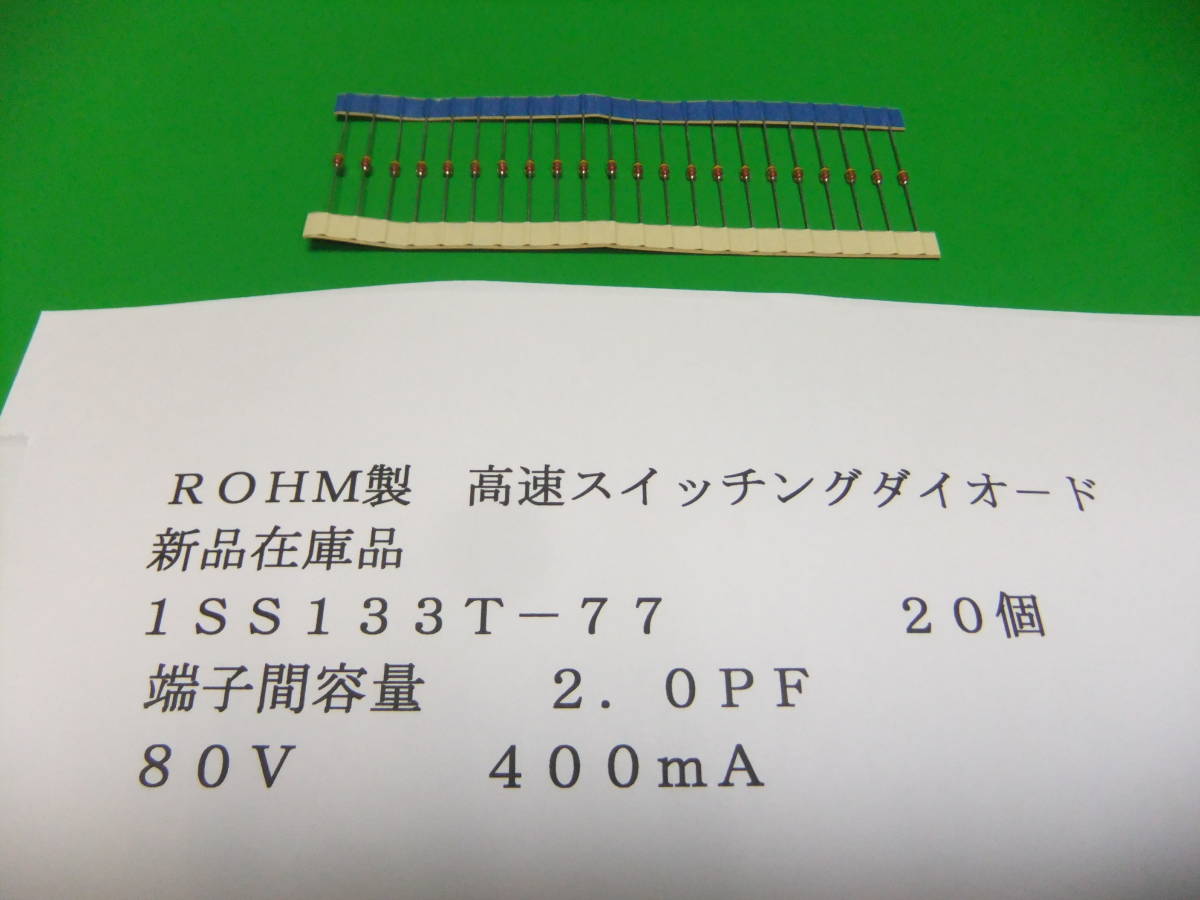 ＲＯＨＭ製　高速スイッチングダイオ－ド
新品在庫品
１ＳＳ１３３Ｔ－７７　　　　２０個
端子間容量　　２．０ＰＦ
８０Ｖ　　　４００ｍＡ